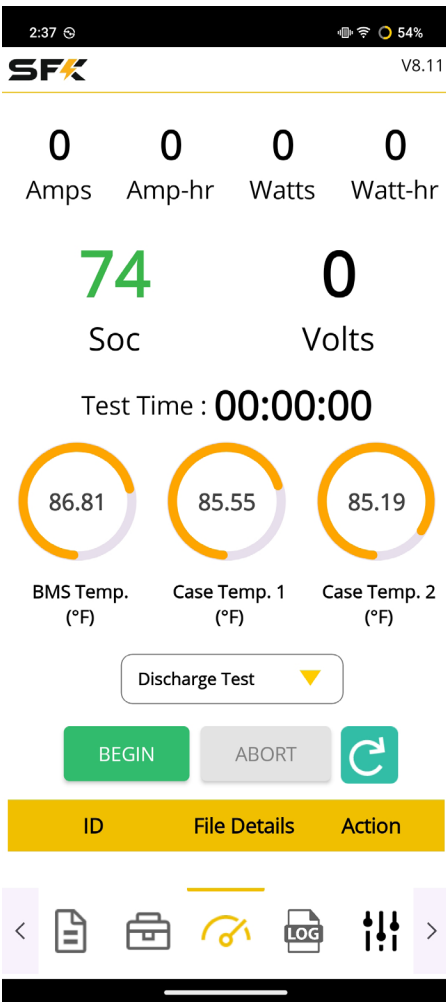 2:37 54%
SFK V8.11
0 0 0 0
Amps Amp-hr Watts Watt-hr
74 0
Soc Volts
Test Time : 00:00:00
86.81 85.55 85.19
BMS Temp. Case Temp. 1 Case Temp. 2
(°F) (°F) (°F)
Discharge Test
BEGIN ABORT
ID File Details Action
LOG